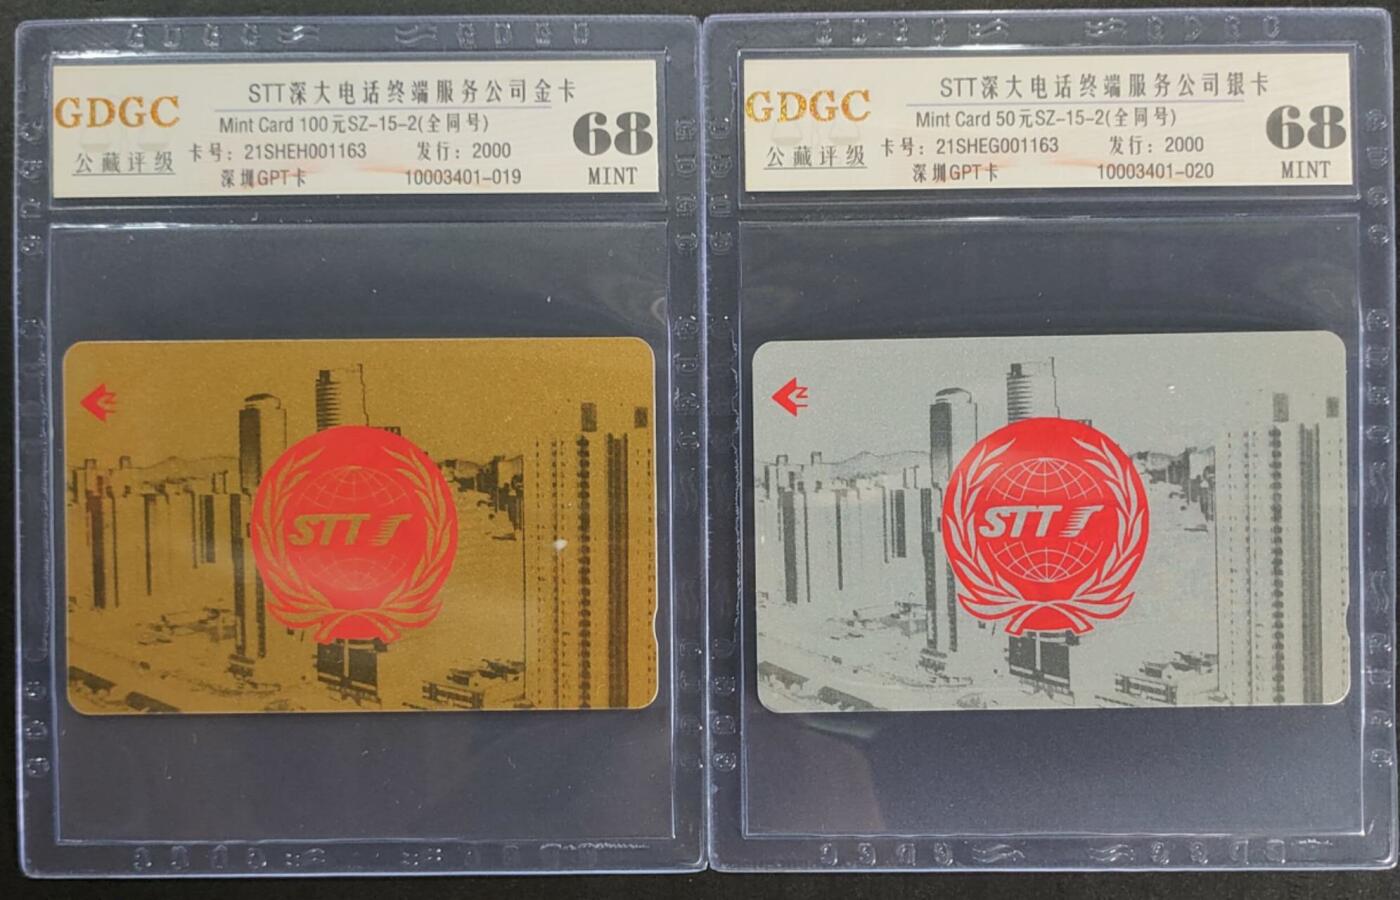 GDGC
公藏评级
STT深大电话终端服务公司金卡
Mint Card 100元SZ-15-2(全同号)
卡号：21SHEH001163 发行：2000
深圳GPT卡 10003401-019
68
MINT
STT
GDGC
公藏评级
STT深大电话终端服务公司银卡
Mint Card 50元SZ-15-2(全同号)
卡号：21SHEG001163 发行：2000
深圳GPT卡 10003401-020
68
MINT
STT